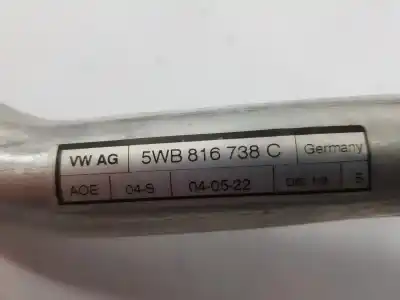 VW AG 5WB 816 738 C Germany
AOE 04-S 04-05-22